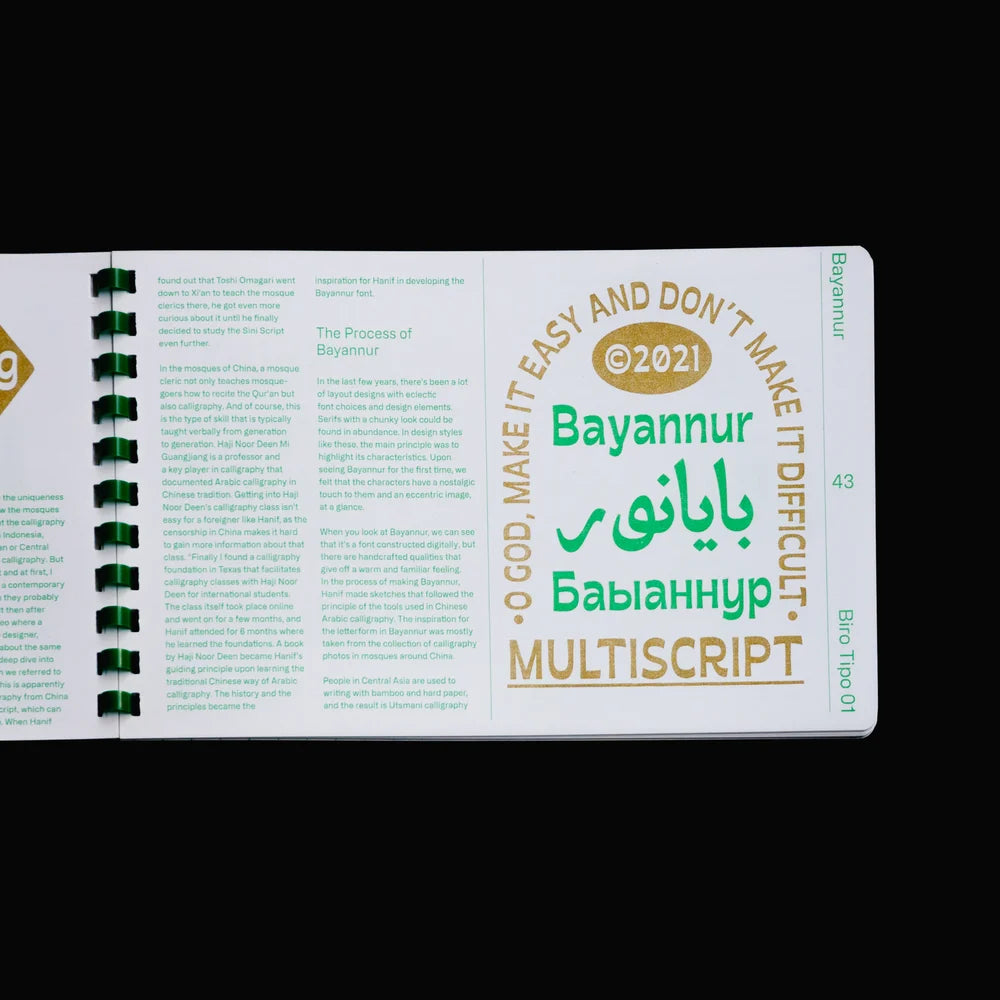 g
the uniqueness
w the mosques
t the calligraphy
Indonesia,
an or Central
calligraphy. But
and at first, I
a contemporary
they probably
t then after
eo where a
designer,
about the same
deep dive into
n we referred to
his is apparently
raphy from China
cript, which can
. When Hanif
found out that Toshi Omagari went
down to Xi'an to teach the mosque
clerics there, he got even more
curious about it until he finally
decided to study the Sini Script
even further.
In the mosques of China, a mosque
cleric not only teaches mosque-
goers how to recite the Qur'an but
also calligraphy. And of course, this
is the type of skill that is typically
taught verbally from generation
to generation. Haji Noor Deen Mi
Guangjiang is a professor and
a key player in calligraphy that
documented Arabic calligraphy in
Chinese tradition. Getting into Haji
Noor Deen's calligraphy class isn't
easy for a foreigner like Hanif, as the
censorship in China makes it hard
to gain more information about that
class. "Finally I found a calligraphy
foundation in Texas that facilitates
calligraphy classes with Haji Noor
Deen for international students.
The class itself took place online
and went on for a few months, and
Hanif attended for 6 months where
he learned the foundations. A book
by Haji Noor Deen became Hanif's
guiding principle upon learning the
traditional Chinese way of Arabic
calligraphy. The history and the
principles became the
inspiration for Hanif in developing the
Bayannur font.
The Process of
Bayannur
In the last few years, there's been a lot
of layout designs with eclectic
font choices and design elements.
Serifs with a chunky look could be
found in abundance. In design styles
like these, the main principle was to
highlight its characteristics. Upon
seeing Bayannur for the first time, we
felt that the characters have a nostalgic
touch to them and an eccentric image,
at a glance.
When you look at Bayannur, we can see
that it's a font constructed digitally, but
there are handcrafted qualities that
give off a warm and familiar feeling.
In the process of making Bayannur,
Hanif made sketches that followed the
principle of the tools used in Chinese
Arabic calligraphy. The inspiration for
the letterform in Bayannur was mostly
taken from the collection of calligraphy
photos in mosques around China.
People in Central Asia are used to
writing with bamboo and hard paper,
and the result is Utsmani calligraphy
•O GOD, MAKE IT EASY AND DON'T MAKE IT DIFFICULT•
©2021
Bayannur
بايانور
Баыаннур
MULTISCRIPT
Bayannur
43
Biro Tipo 01